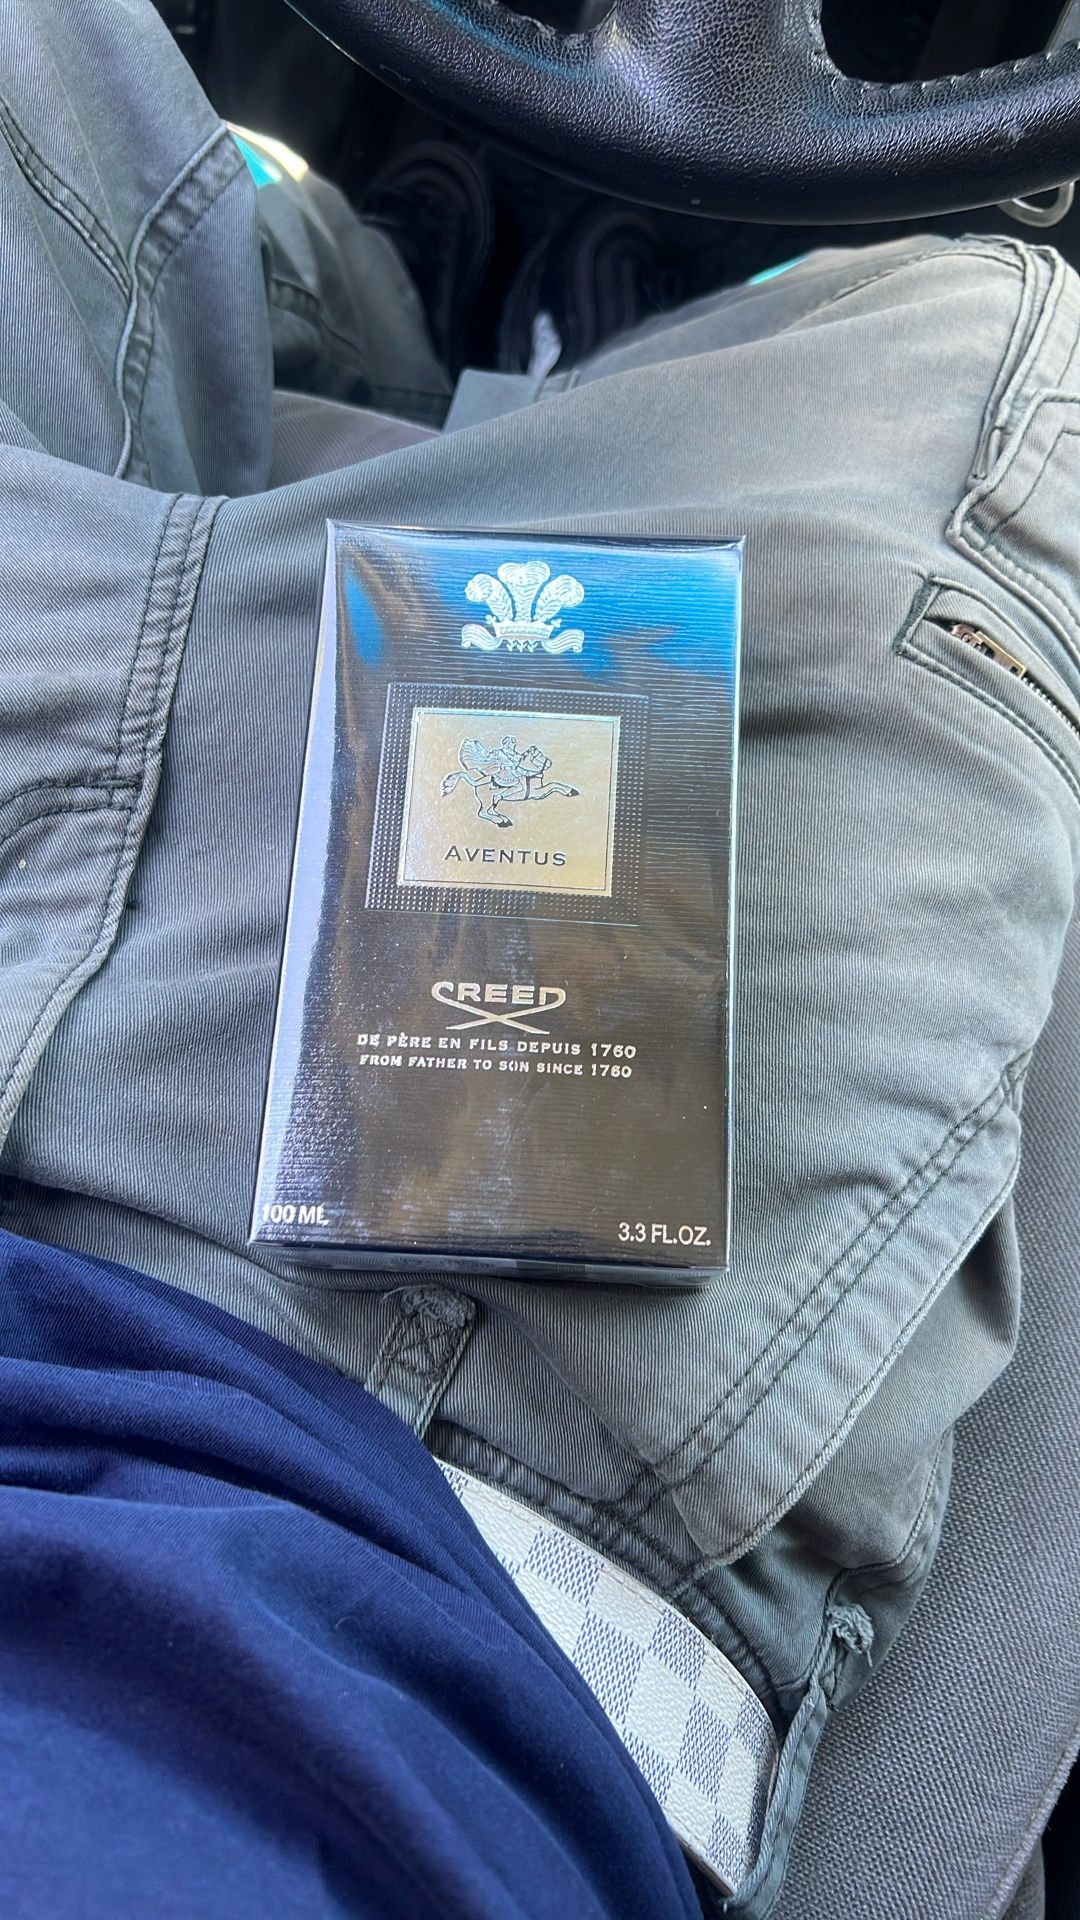 AVENTUS
CREED
DE PÈRE EN FILS DEPUIS 1760
FROM FATHER TO SON SINCE 1760
100 ML
3.3 FL.OZ.